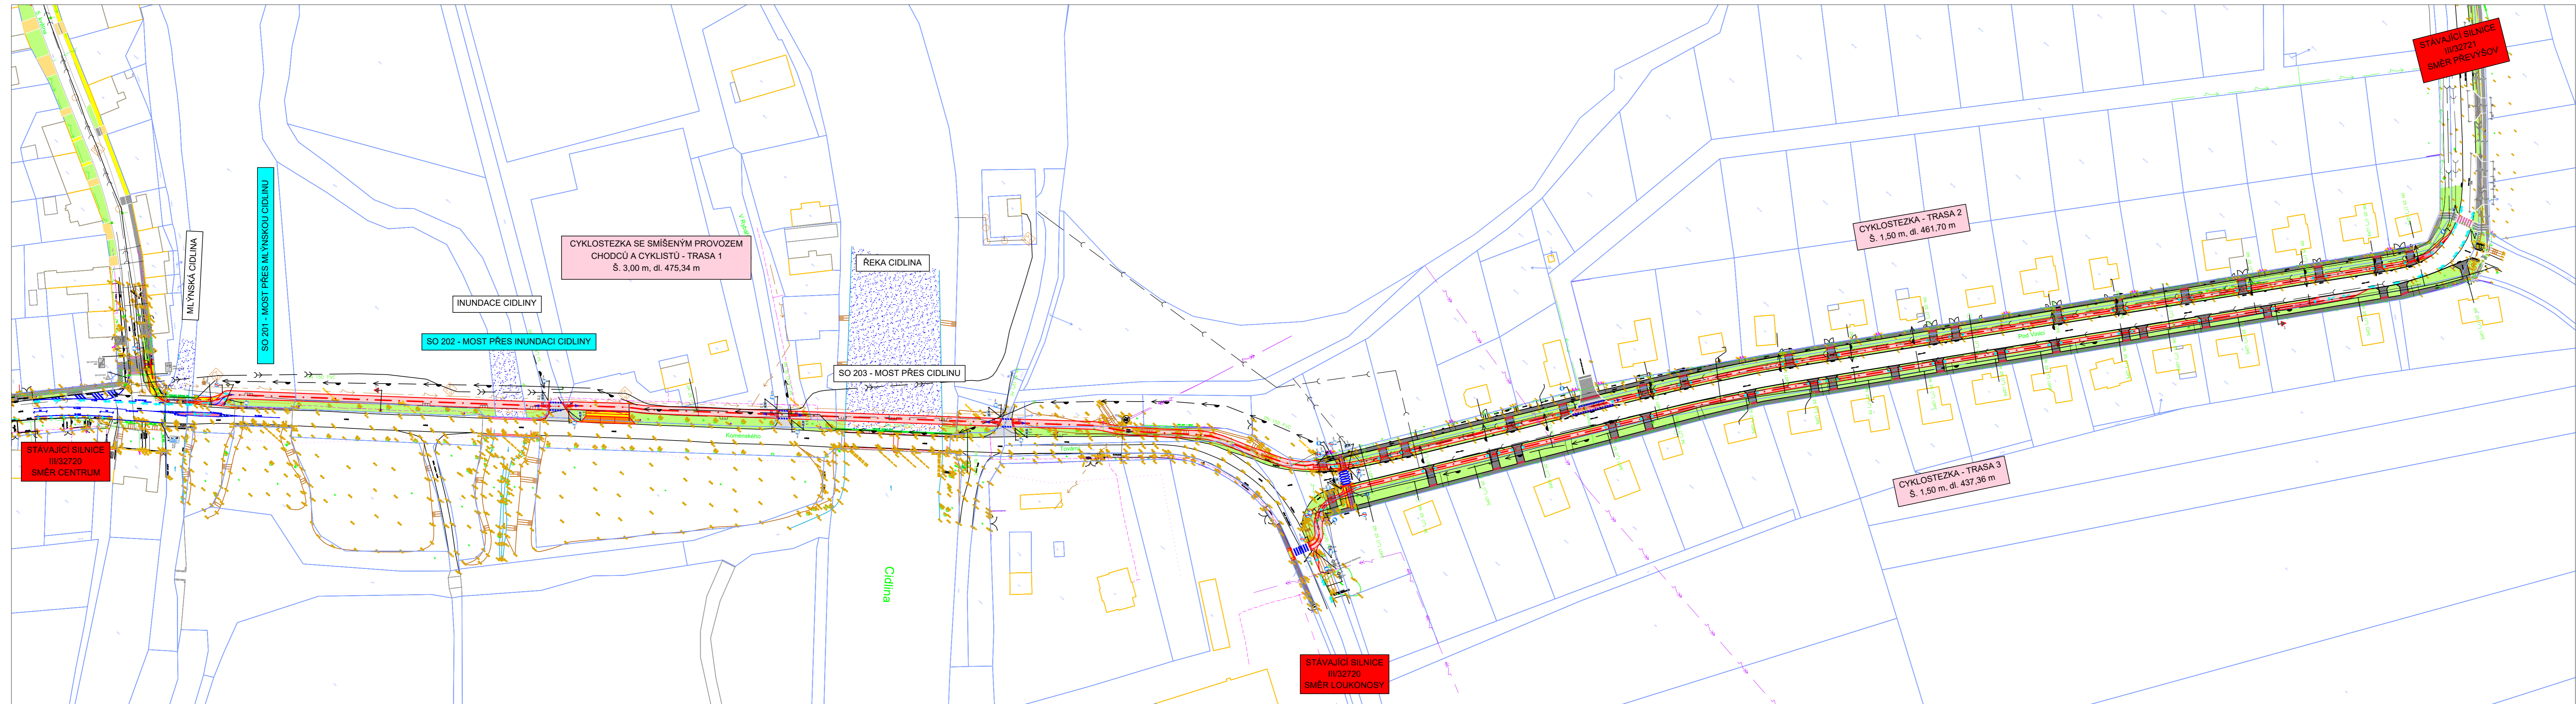 STÁVAJÍCÍ SILNICE
III/32721
SMĚR PŘEVÝŠOV
MLÝNSKÁ CIDLINA
SO 201 - MOST PŘES MLÝNSKOU CIDLINU
CYKLOSTEZKA SE SMÍŠENÝM PROVOZEM
CHODCŮ A CYKLISTŮ - TRASA 1
Š. 3,00 m, dl. 475,34 m
CYKLOSTEZKA - TRASA 2
Š. 1,50 m, dl. 461,70 m
ŘEKA CIDLINA
INUNDACE CIDLINY
SO 202 - MOST PŘES INUNDACI CIDLINY
SO 203 - MOST PŘES CIDLINU
Komenského
STÁVAJÍCÍ SILNICE
III/32720
SMĚR CENTRUM
CYKLOSTEZKA - TRASA 3
Š. 1,50 m, dl. 437,36 m
Cidlina
STÁVAJÍCÍ SILNICE
III/32720
SMĚR LOUKONOSY